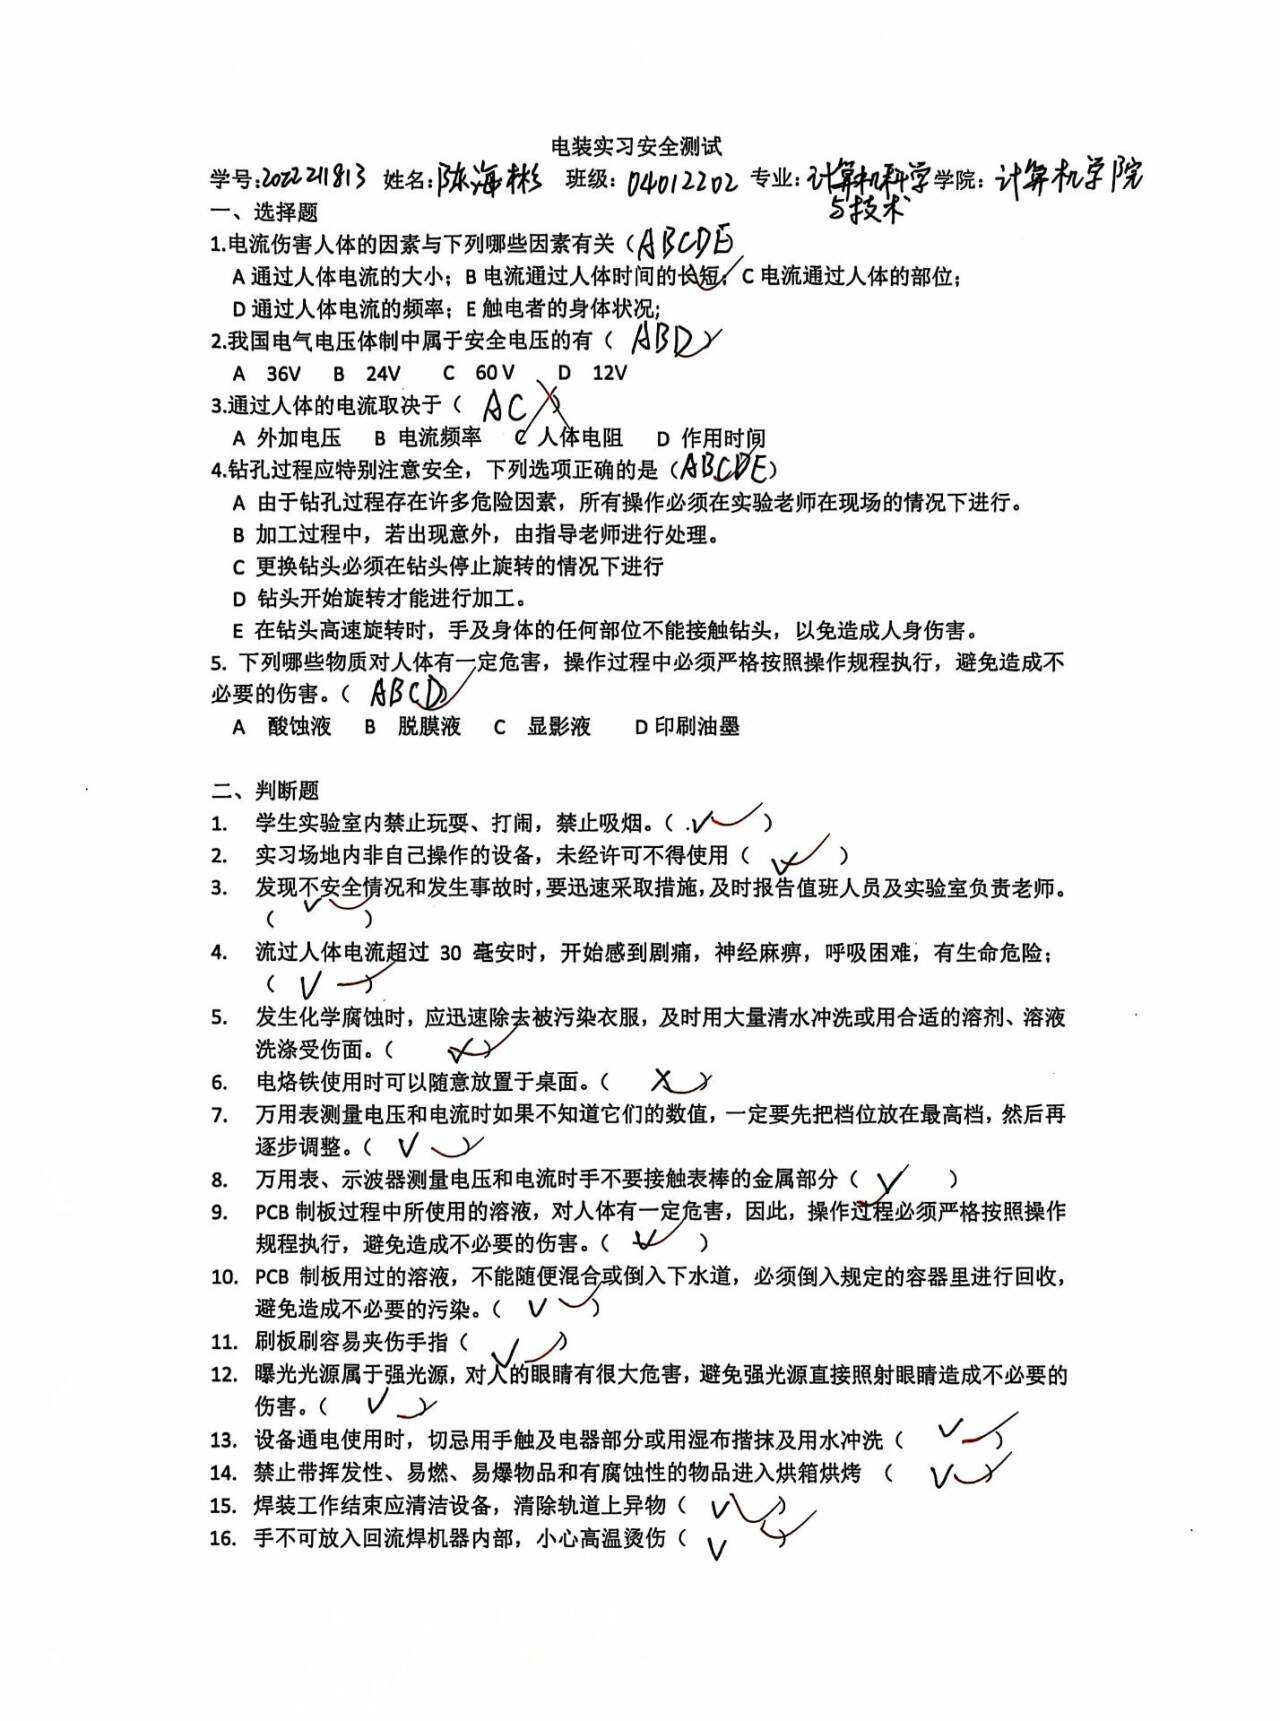 电装实习安全测试
学号:2022211813 姓名:陈海彬 班级:04012202 专业:计算机科学与技术 学院:计算机学院
一、选择题
1.电流伤害人体的因素与下列哪些因素有关（ABCDE
A 通过人体电流的大小；B 电流通过人体时间的长短；C 电流通过人体的部位；
D 通过人体电流的频率；E 触电者的身体状况；
2.我国电气电压体制中属于安全电压的有（ ABD ）
A 36V B 24V C 60 V D 12V
3.通过人体的电流取决于（ AC ）
A 外加电压 B 电流频率 C 人体电阻 D 作用时间
4.钻孔过程应特别注意安全，下列选项正确的是（ABCDE）
A 由于钻孔过程存在许多危险因素，所有操作必须在实验老师在现场的情况下进行。
B 加工过程中，若出现意外，由指导老师进行处理。
C 更换钻头必须在钻头停止旋转的情况下进行
D 钻头开始旋转才能进行加工。
E 在钻头高速旋转时，手及身体的任何部位不能接触钻头，以免造成人身伤害。
5. 下列哪些物质对人体有一定危害，操作过程中必须严格按照操作规程执行，避免造成不
必要的伤害。（ ABCD）
A 酸蚀液 B 脱膜液 C 显影液 D 印刷油墨
二、判断题
1. 学生实验室内禁止玩耍、打闹，禁止吸烟。（ √ ）
2. 实习场地内非自己操作的设备，未经许可不得使用（ √ ）
3. 发现不安全情况和发生事故时，要迅速采取措施，及时报告值班人员及实验室负责老师。
（ √ ）
4. 流过人体电流超过 30 毫安时，开始感到剧痛，神经麻痹，呼吸困难，有生命危险；
（ √ ）
5. 发生化学腐蚀时，应迅速除去被污染衣服，及时用大量清水冲洗或用合适的溶剂、溶液
洗涤受伤面。（ √ ）
6. 电烙铁使用时可以随意放置于桌面。（ × ）
7. 万用表测量电压和电流时如果不知道它们的数值，一定要先把档位放在最高档，然后再
逐步调整。（ √ ）
8. 万用表、示波器测量电压和电流时手不要接触表棒的金属部分（ √ ）
9. PCB 制板过程中所使用的溶液，对人体有一定危害，因此，操作过程必须严格按照操作
规程执行，避免造成不必要的伤害。（ √ ）
10. PCB 制板用过的溶液，不能随便混合或倒入下水道，必须倒入规定的容器里进行回收，
避免造成不必要的污染。（ √ ）
11. 刷板刷容易夹伤手指（ √ ）
12. 曝光光源属于强光源，对人的眼睛有很大危害，避免强光源直接照射眼睛造成不必要的
伤害。（ √ ）
13. 设备通电使用时，切忌用手触及电器部分或用湿布揩抹及用水冲洗（ √ ）
14. 禁止带挥发性、易燃、易爆物品和有腐蚀性的物品进入烘箱烘烤 （ √ ）
15. 焊装工作结束应清洁设备，清除轨道上异物（ √ ）
16. 手不可放入回流焊机器内部，小心高温烫伤（ √ ）